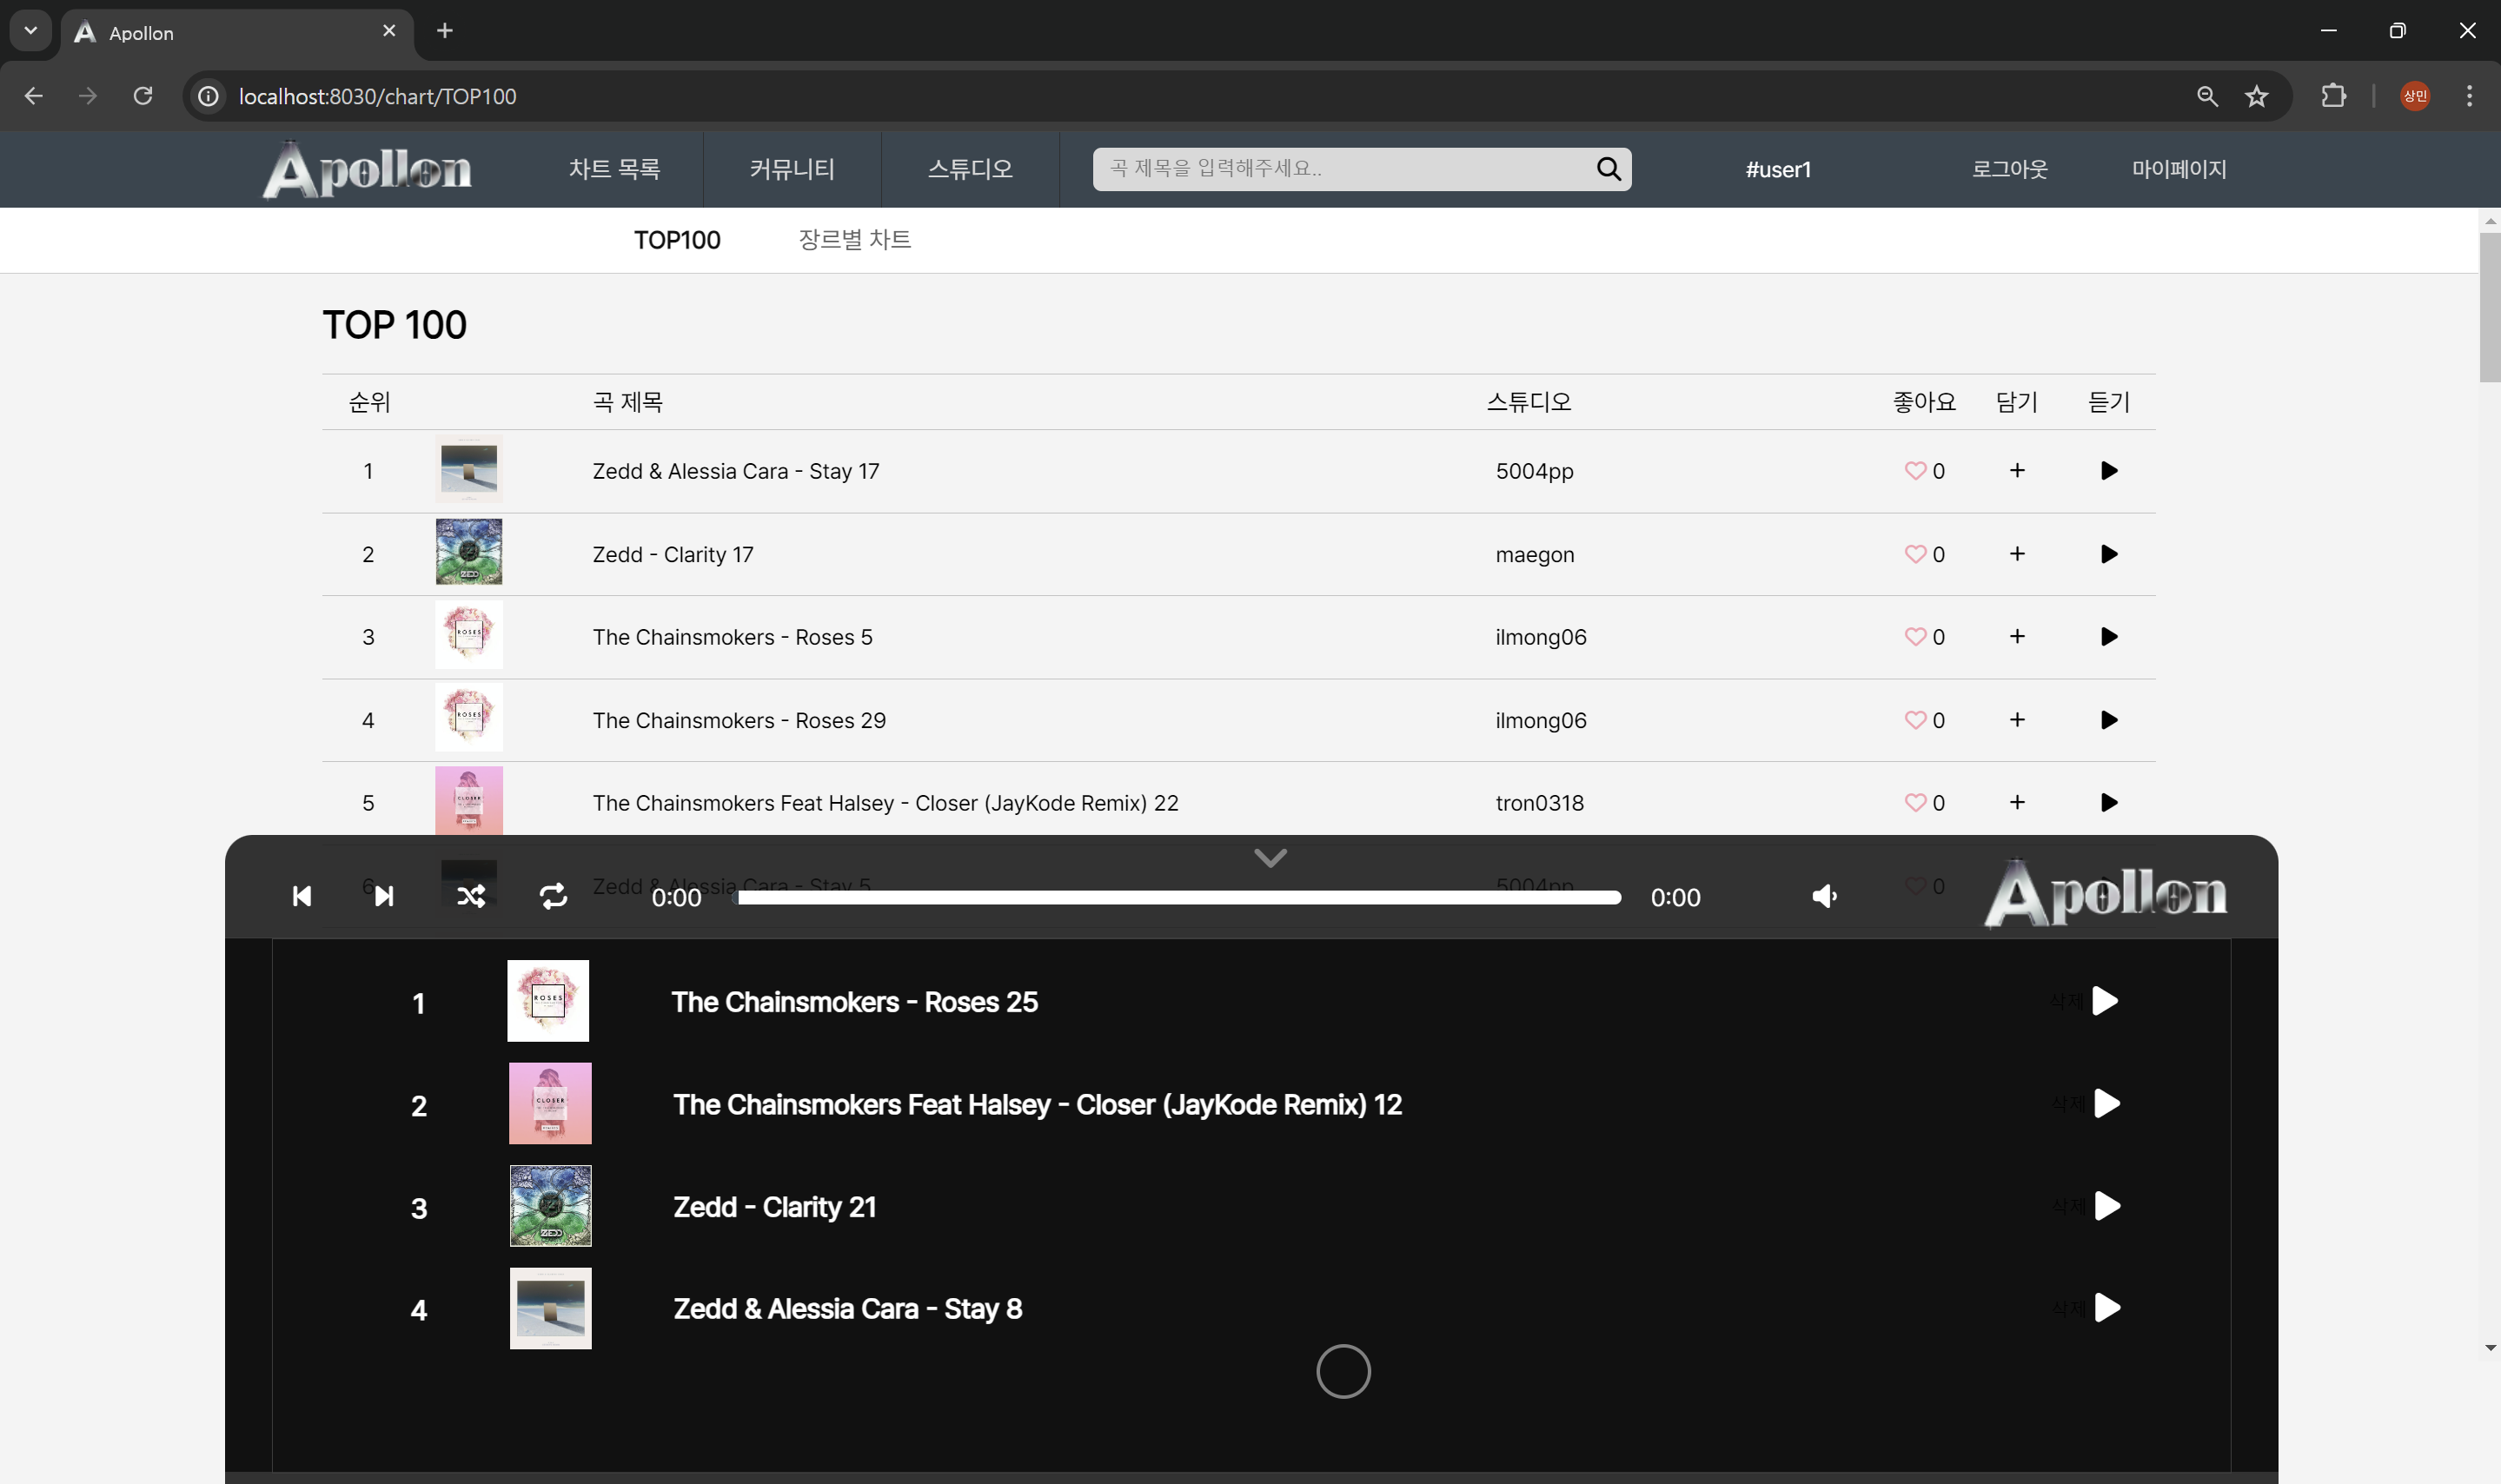 Apollon
localhost:8030/chart/TOP100
상민
Apollon
차트 목록
커뮤니티
스튜디오
곡 제목을 입력해주세요..
#user1
로그아웃
마이페이지
TOP100
장르별 차트
TOP 100
순위 곡 제목 스튜디오 좋아요 담기 듣기
1 Zedd & Alessia Cara - Stay 17 5004pp 0 +
2 ZEDD Zedd - Clarity 17 maegon 0 +
3 ROSES The Chainsmokers - Roses 5 ilmong06 0 +
4 ROSES The Chainsmokers - Roses 29 ilmong06 0 +
5 CLOSER The Chainsmokers Feat Halsey - Closer (JayKode Remix) 22 tron0318 0 +
6 Zedd & Alessia Cara - Stay 5 5004pp 0
0:00 0:00 Apollon
1 ROSES The Chainsmokers - Roses 25 삭제
2 CLOSER The Chainsmokers Feat Halsey - Closer (JayKode Remix) 12 삭제
3 ZEDD Zedd - Clarity 21 삭제
4 Zedd & Alessia Cara - Stay 8 삭제